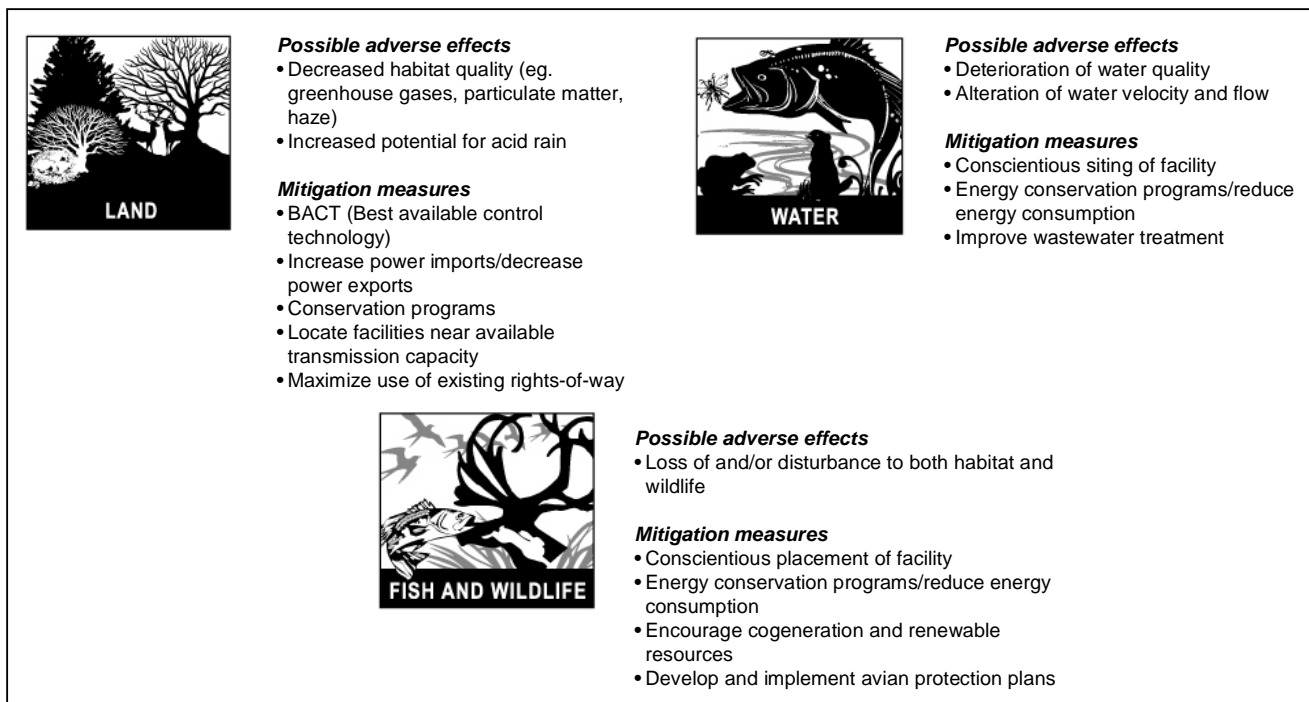 LAND
Possible adverse effects
• Decreased habitat quality (eg.
greenhouse gases, particulate matter,
haze)
• Increased potential for acid rain
Mitigation measures
• BACT (Best available control
technology)
• Increase power imports/decrease
power exports
• Conservation programs
• Locate facilities near available
transmission capacity
• Maximize use of existing rights-of-way
WATER
Possible adverse effects
• Deterioration of water quality
• Alteration of water velocity and flow
Mitigation measures
• Conscientious siting of facility
• Energy conservation programs/reduce
energy consumption
• Improve wastewater treatment
FISH AND WILDLIFE
Possible adverse effects
• Loss of and/or disturbance to both habitat and
wildlife
Mitigation measures
• Conscientious placement of facility
• Energy conservation programs/reduce energy
consumption
• Encourage cogeneration and renewable
resources
• Develop and implement avian protection plans